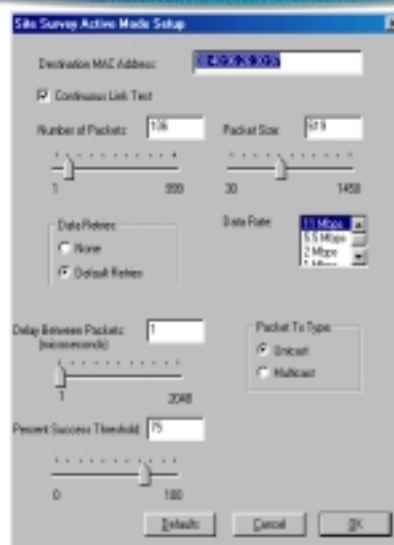 Site Survey Active Mode Setup
Destination MAC Address:
Continuous Link Test
Number of Packets: 106 Packet Size: 519
1 999 30 1450
Data Retries:
None
Default Retries
Data Rate: 11 Mbps
5.5 Mbps
2 Mbps
Delay Between Packets: 1
(microseconds)
1 2048
Packet Tx Type:
Unicast
Multicast
Percent Success Threshold: 75
0 100
Defaults Cancel OK